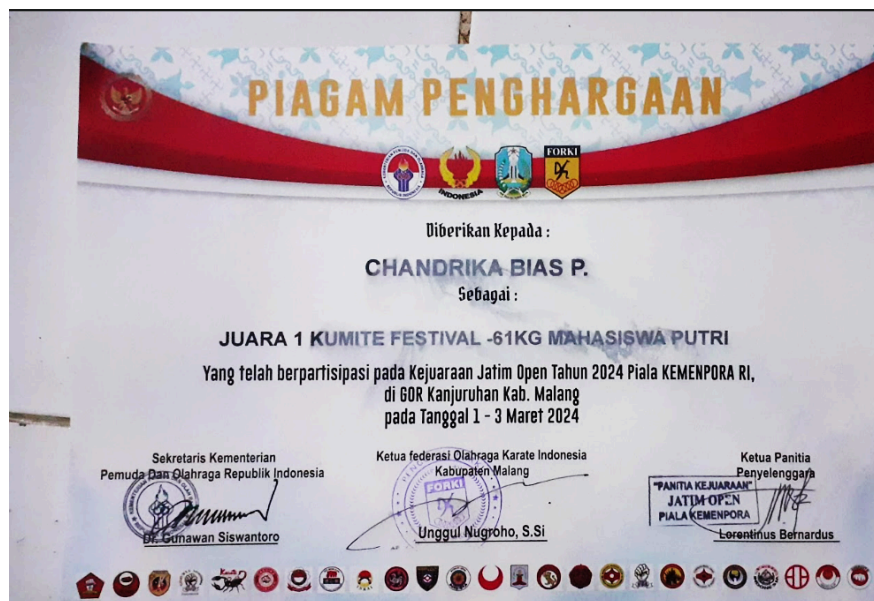 PIAGAM PENGHARGAAN
INDONESIA
FORKI
Diberikan Kepada :
CHANDRIKA BIAS P.
Sebagai :
JUARA 1 KUMITE FESTIVAL -61KG MAHASISWA PUTRI
Yang telah berpartisipasi pada Kejuaraan Jatim Open Tahun 2024 Piala KEMENPORA RI,
di GOR Kanjuruhan Kab. Malang
pada Tanggal 1 - 3 Maret 2024
Sekretaris Kementerian
Pemuda Dan Olahraga Republik Indonesia
Dr. Gunawan Siswantoro
Ketua federasi Olahraga Karate Indonesia
Kabupaten Malang
FORKI
Unggul Nugroho, S.Si
Ketua Panitia
Penyelenggara
"PANITIA KEJUARAAN"
JATIM OPEN
PIALA KEMENPORA
Lorentinus Bernardus